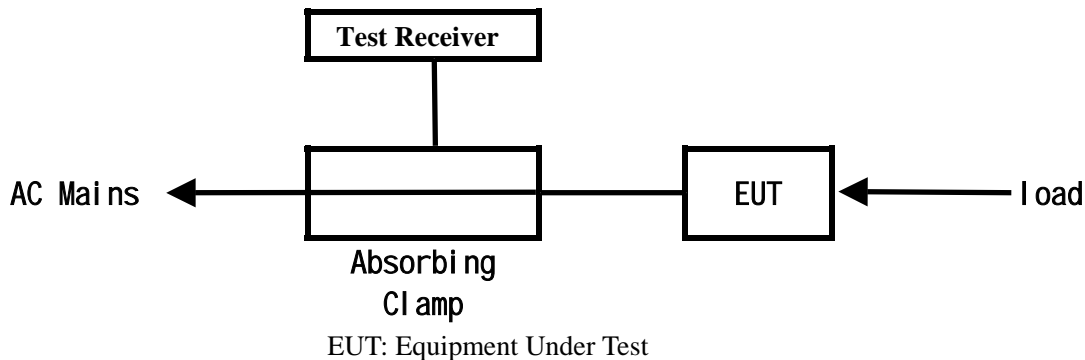 Test Receiver
AC Mains
EUT
load
Absorbing
Clamp
EUT: Equipment Under Test